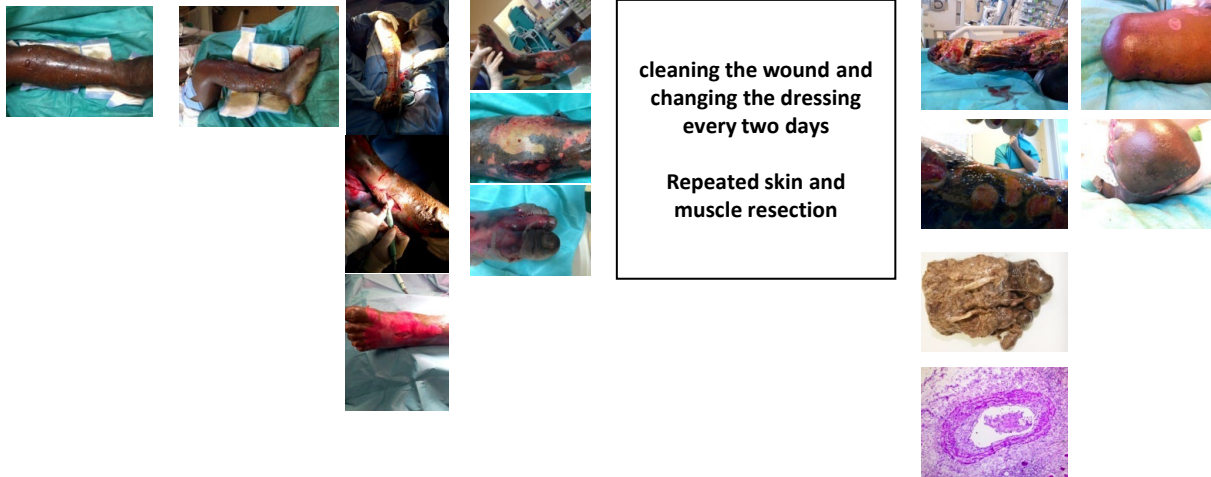 cleaning the wound and
changing the dressing
every two days
Repeated skin and
muscle resection